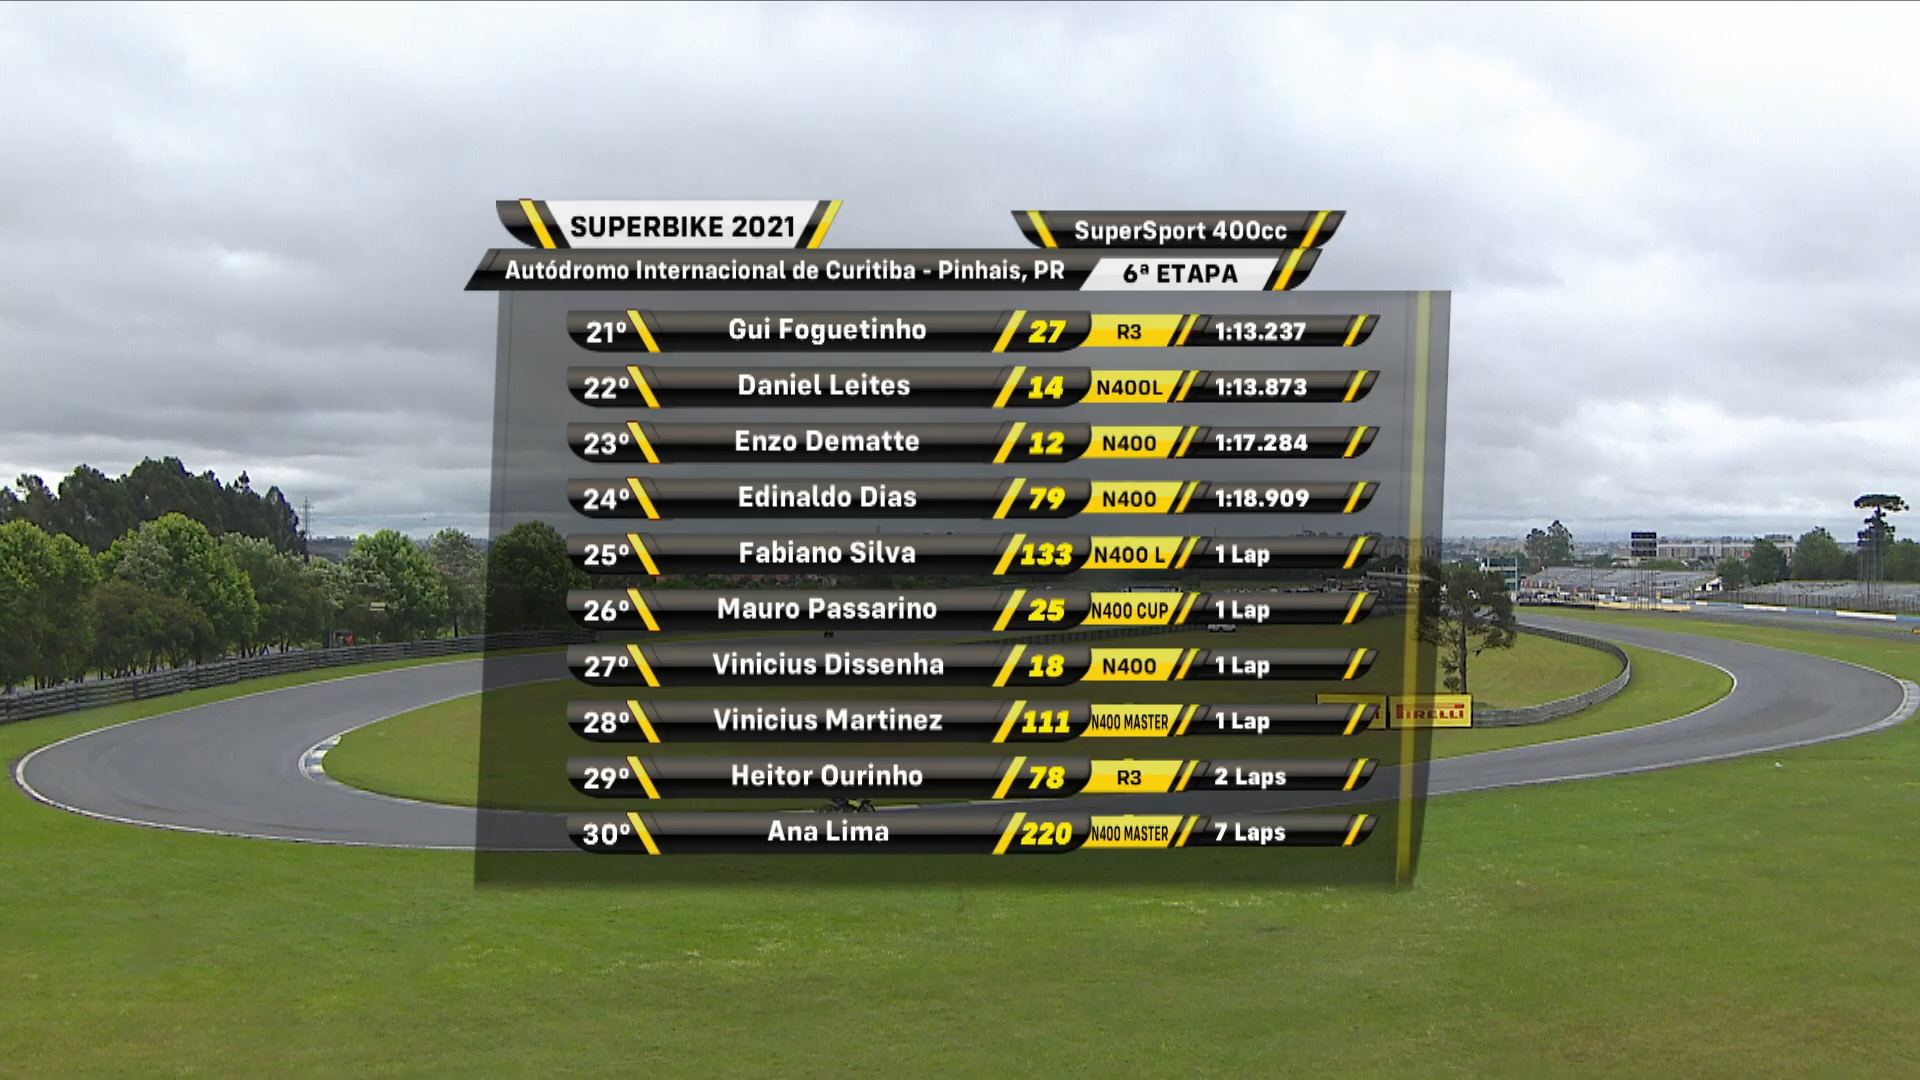 SUPERBIKE 2021
SuperSport 400cc
Autódromo Internacional de Curitiba - Pinhais, PR
6ª ETAPA
21º Gui Foguetinho 27 R3 1:13.237
22º Daniel Leites 14 N400L 1:13.873
23º Enzo Dematte 12 N400 1:17.284
24º Edinaldo Dias 79 N400 1:18.909
25º Fabiano Silva 133 N400 L 1 Lap
26º Mauro Passarino 25 N400 CUP 1 Lap
27º Vinicius Dissenha 18 N400 1 Lap
28º Vinicius Martinez 111 N400 MASTER 1 Lap
PIRELLI
29º Heitor Ourinho 78 R3 2 Laps
30º Ana Lima 220 N400 MASTER 7 Laps